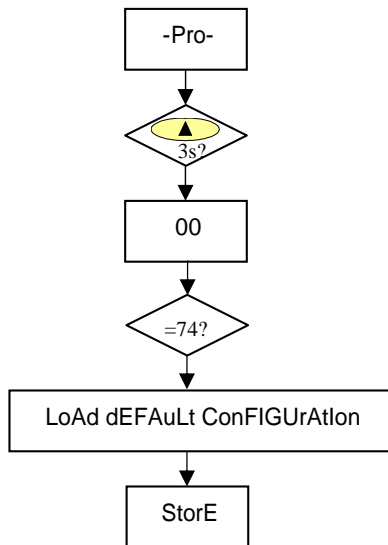 -Pro-
3s?
00
=74?
LoAd dEFAuLt ConFIGUrAtIon
StorE